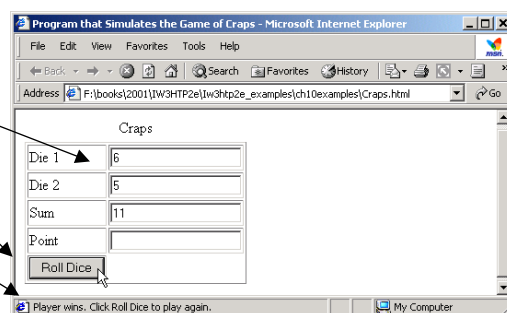 Program that Simulates the Game of Craps - Microsoft Internet Explorer
File Edit View Favorites Tools Help
msn.
Back Search Favorites History »
Address F:\books\2001\IW3HTP2e\Iw3htp2e_examples\ch10examples\Craps.html Go
Craps
Die 1 6
Die 2 5
Sum 11
Point
Roll Dice
Player wins. Click Roll Dice to play again. My Computer